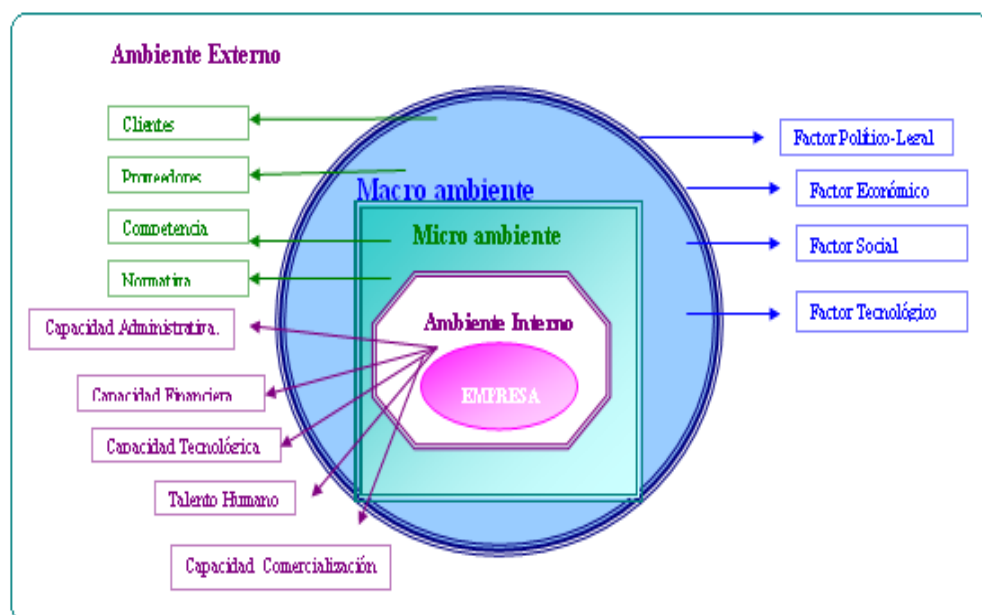 Ambiente Externo
Clientes
Proveedores
Competencia
Normativa
Capacidad Administrativa.
Capacidad Financiera
Capacidad Tecnológica
Talento Humano
Capacidad Comercialización
Macro ambiente
Micro ambiente
Ambiente Interno
EMPRESA
Factor Político-Legal
Factor Económico
Factor Social
Factor Tecnológico